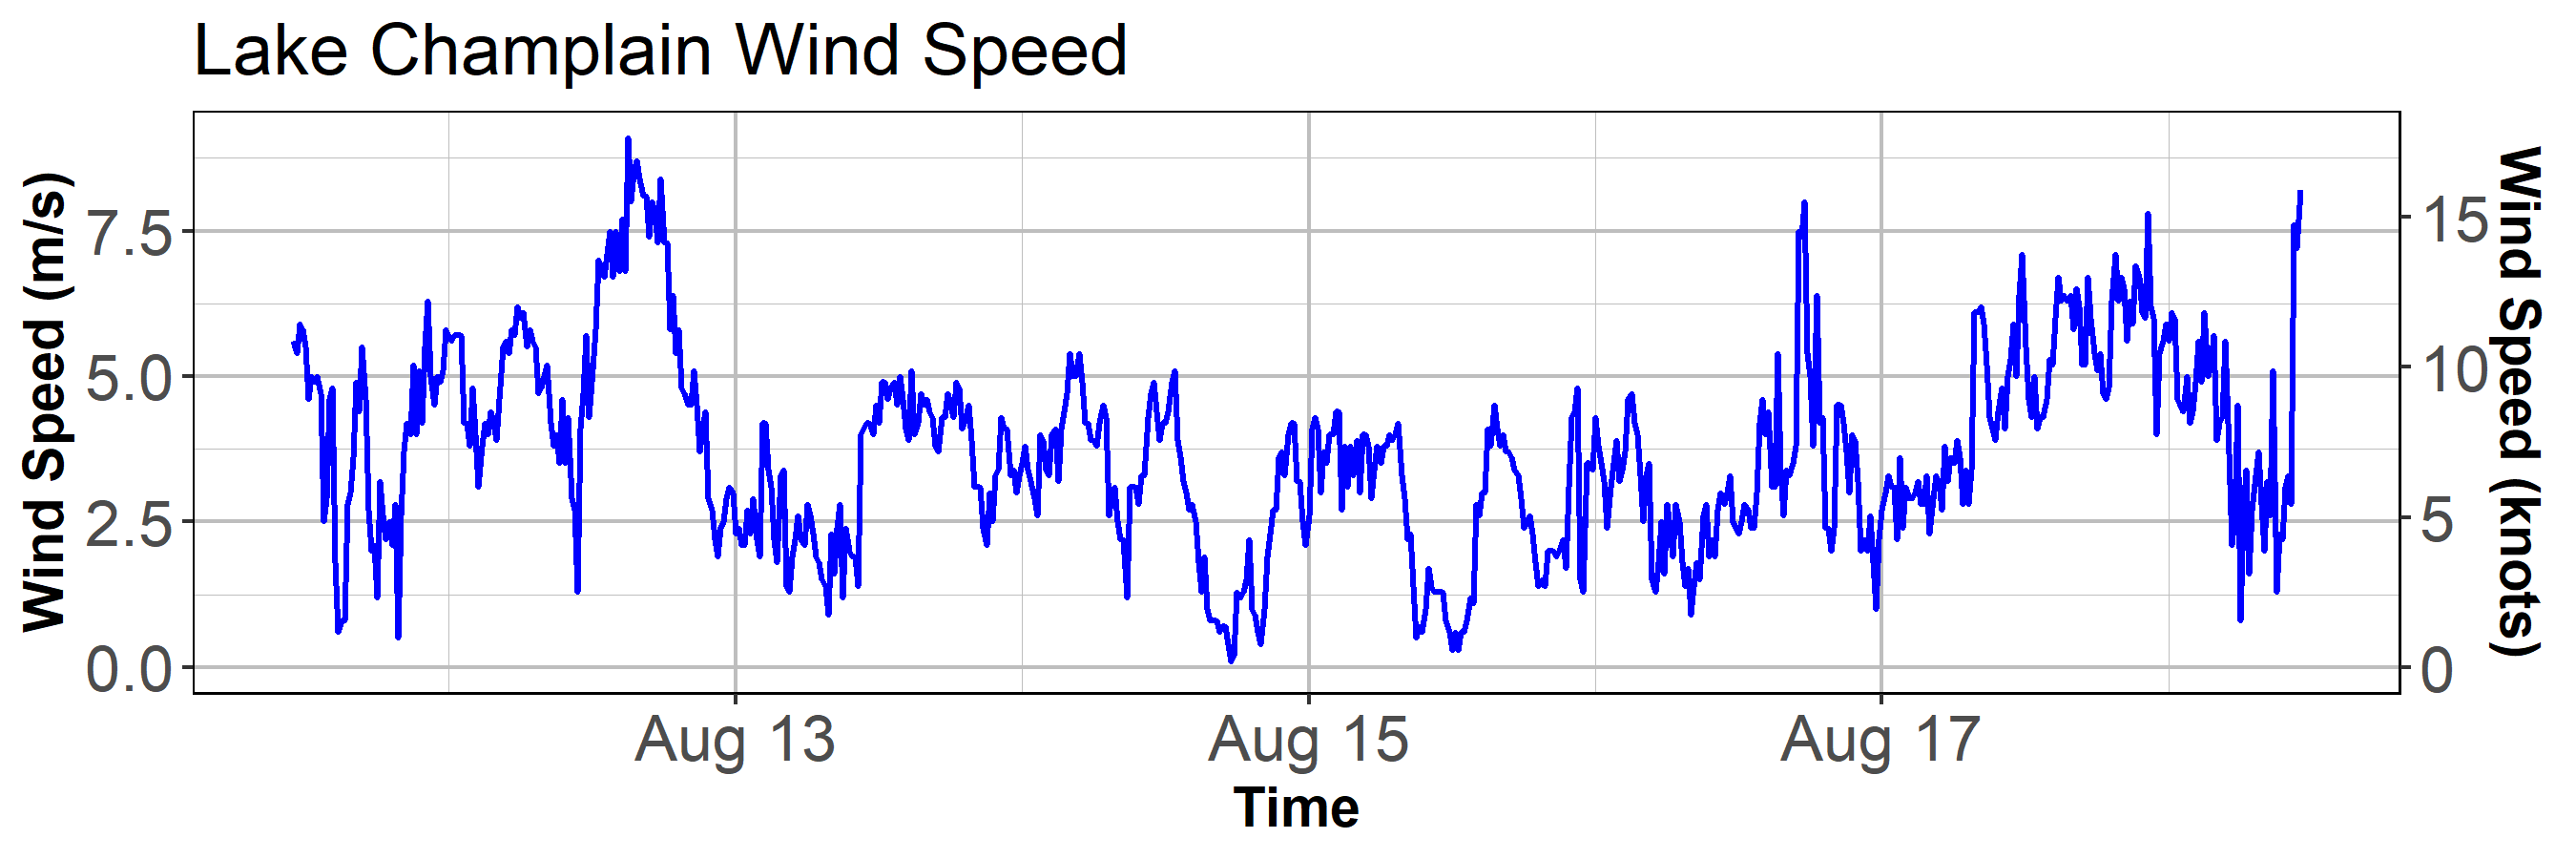 Lake Champlain Wind Speed
Wind Speed (m/s)
7.5
5.0
2.5
0.0
15
10
5
0
Wind Speed (knots)
Aug 13
Aug 15
Aug 17
Time